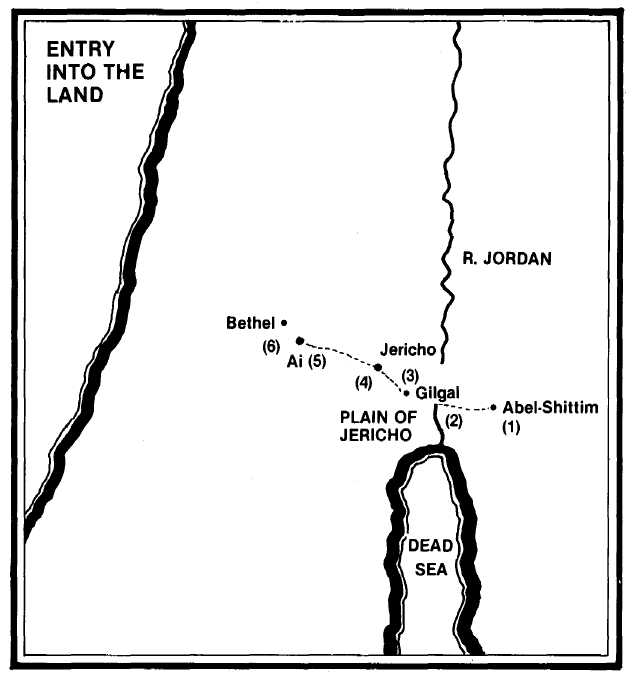 ENTRY
INTO THE
LAND
R. JORDAN
Bethel
(6)
Ai (5)
Jericho
(4)
(3)
Gilgal
PLAIN OF
JERICHO
(2)
Abel-Shittim
(1)
DEAD
SEA